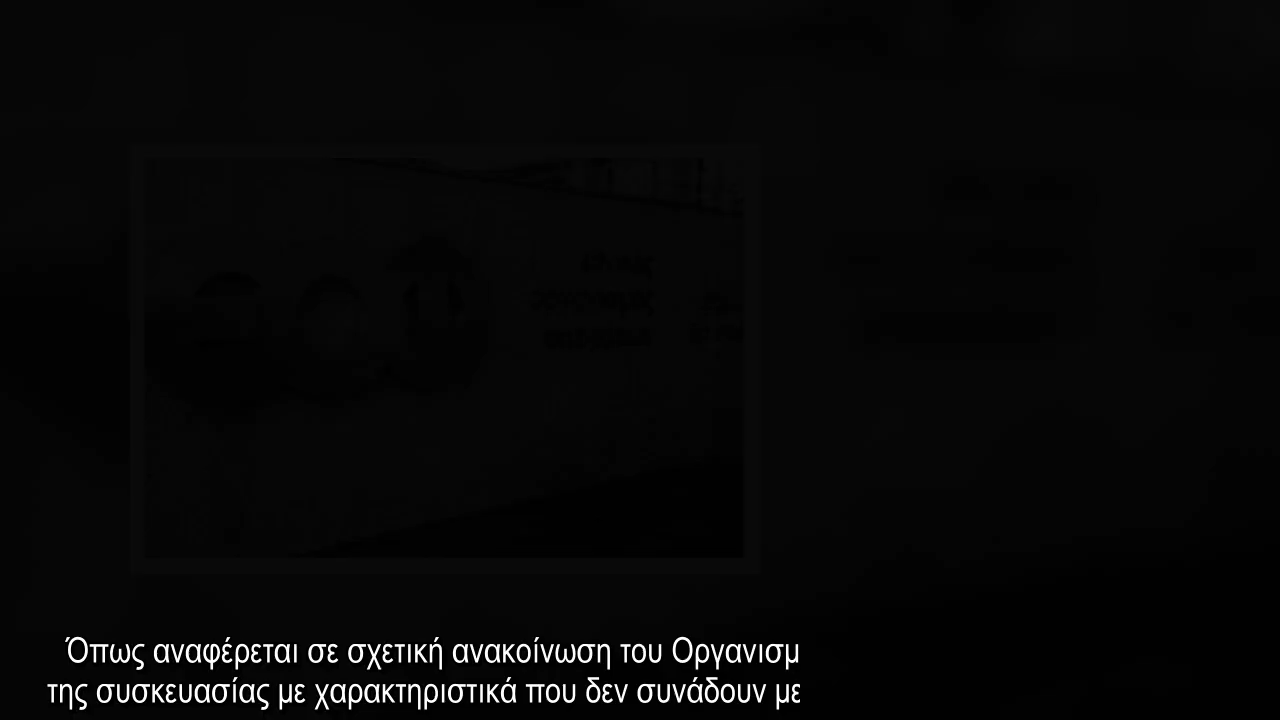 Όπως αναφέρεται σε σχετική ανακοίνωση του Οργανισμ
της συσκευασίας με χαρακτηριστικά που δεν συνάδουν με